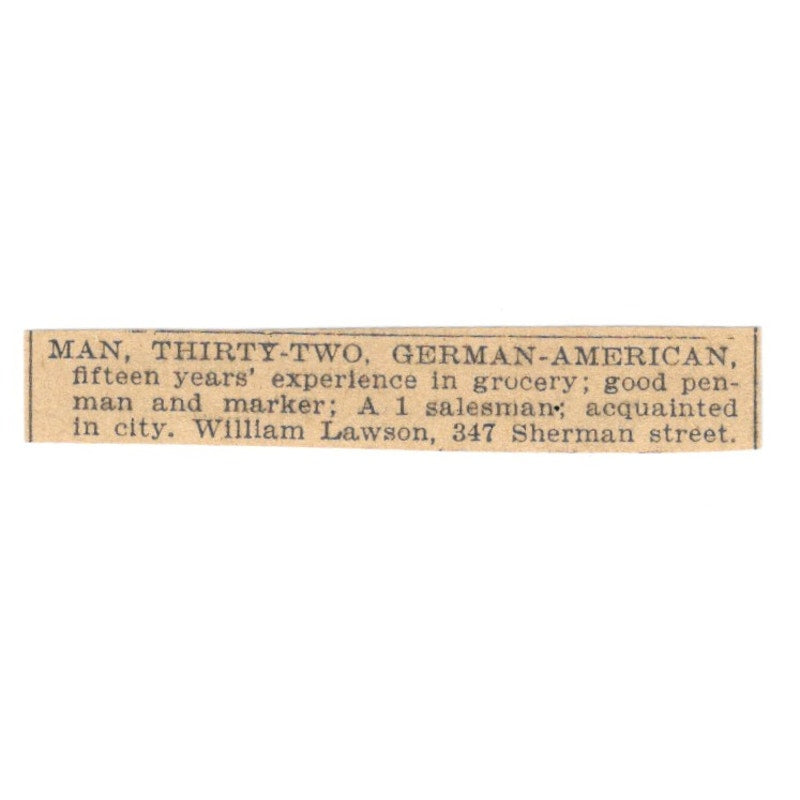 MAN, THIRTY-TWO, GERMAN-AMERICAN,
fifteen years' experience in grocery; good pen-
man and marker; A 1 salesman; acquainted
in city. William Lawson, 347 Sherman street.